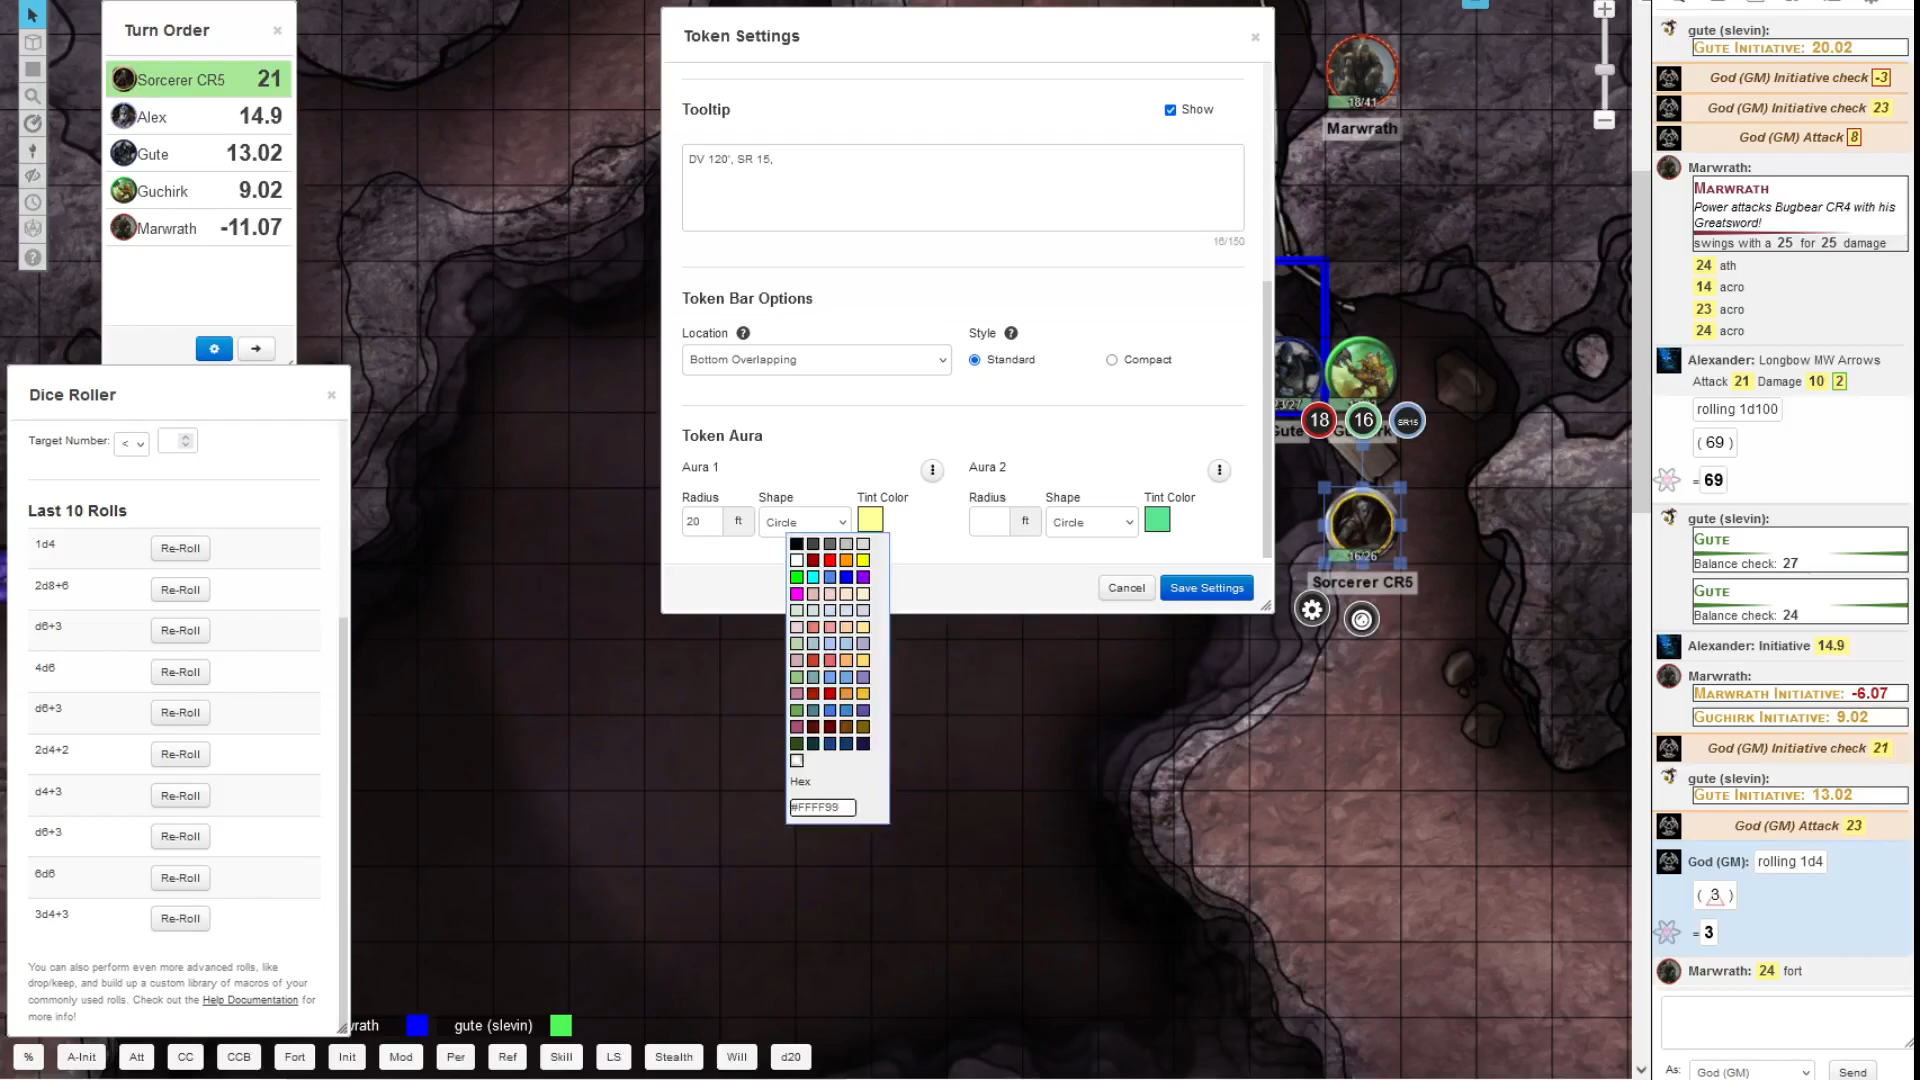 Turn Order
×
Sorcerer CR5 21
Alex 14.9
Gute 13.02
Guchirk 9.02
Marwrath -11.07
Dice Roller
×
Target Number: <
Last 10 Rolls
1d4 Re-Roll
2d8+6 Re-Roll
d6+3 Re-Roll
4d6 Re-Roll
d6+3 Re-Roll
2d4+2 Re-Roll
d4+3 Re-Roll
d6+3 Re-Roll
6d6 Re-Roll
3d4+3 Re-Roll
You can also perform even more advanced rolls, like
drop/keep, and build up a custom library of macros of your
commonly used rolls. Check out the Help Documentation for
more info!
Token Settings
×
Tooltip
Show
DV 120', SR 15,
16/150
Token Bar Options
Location ? Style ?
Bottom Overlapping Standard Compact
Token Aura
Aura 1 Aura 2
Radius Shape Tint Color Radius Shape Tint Color
20 ft Circle ft Circle
Hex
#FFFF99
Cancel Save Settings
18/41
Marwrath
23/27
Gute
18 16 SR15
16/26
Sorcerer CR5
wrath gute (slevin)
% A-Init Att CC CCB Fort Init Mod Per Ref Skill LS Stealth Will d20
gute (slevin):
Gute Initiative: 20.02
God (GM) Initiative check -3
God (GM) Initiative check 23
God (GM) Attack 8
Marwrath:
Marwrath
Power attacks Bugbear CR4 with his
Greatsword!
swings with a 25 for 25 damage
24 ath
14 acro
23 acro
24 acro
Alexander: Longbow MW Arrows
Attack 21 Damage 10 2
rolling 1d100
( 69 )
= 69
gute (slevin):
Gute
Balance check: 27
Gute
Balance check: 24
Alexander: Initiative 14.9
Marwrath:
Marwrath Initiative: -6.07
Guchirk Initiative: 9.02
God (GM) Initiative check 21
gute (slevin):
Gute Initiative: 13.02
God (GM) Attack 23
God (GM): rolling 1d4
( 3 )
= 3
Marwrath: 24 fort
As: God (GM) Send